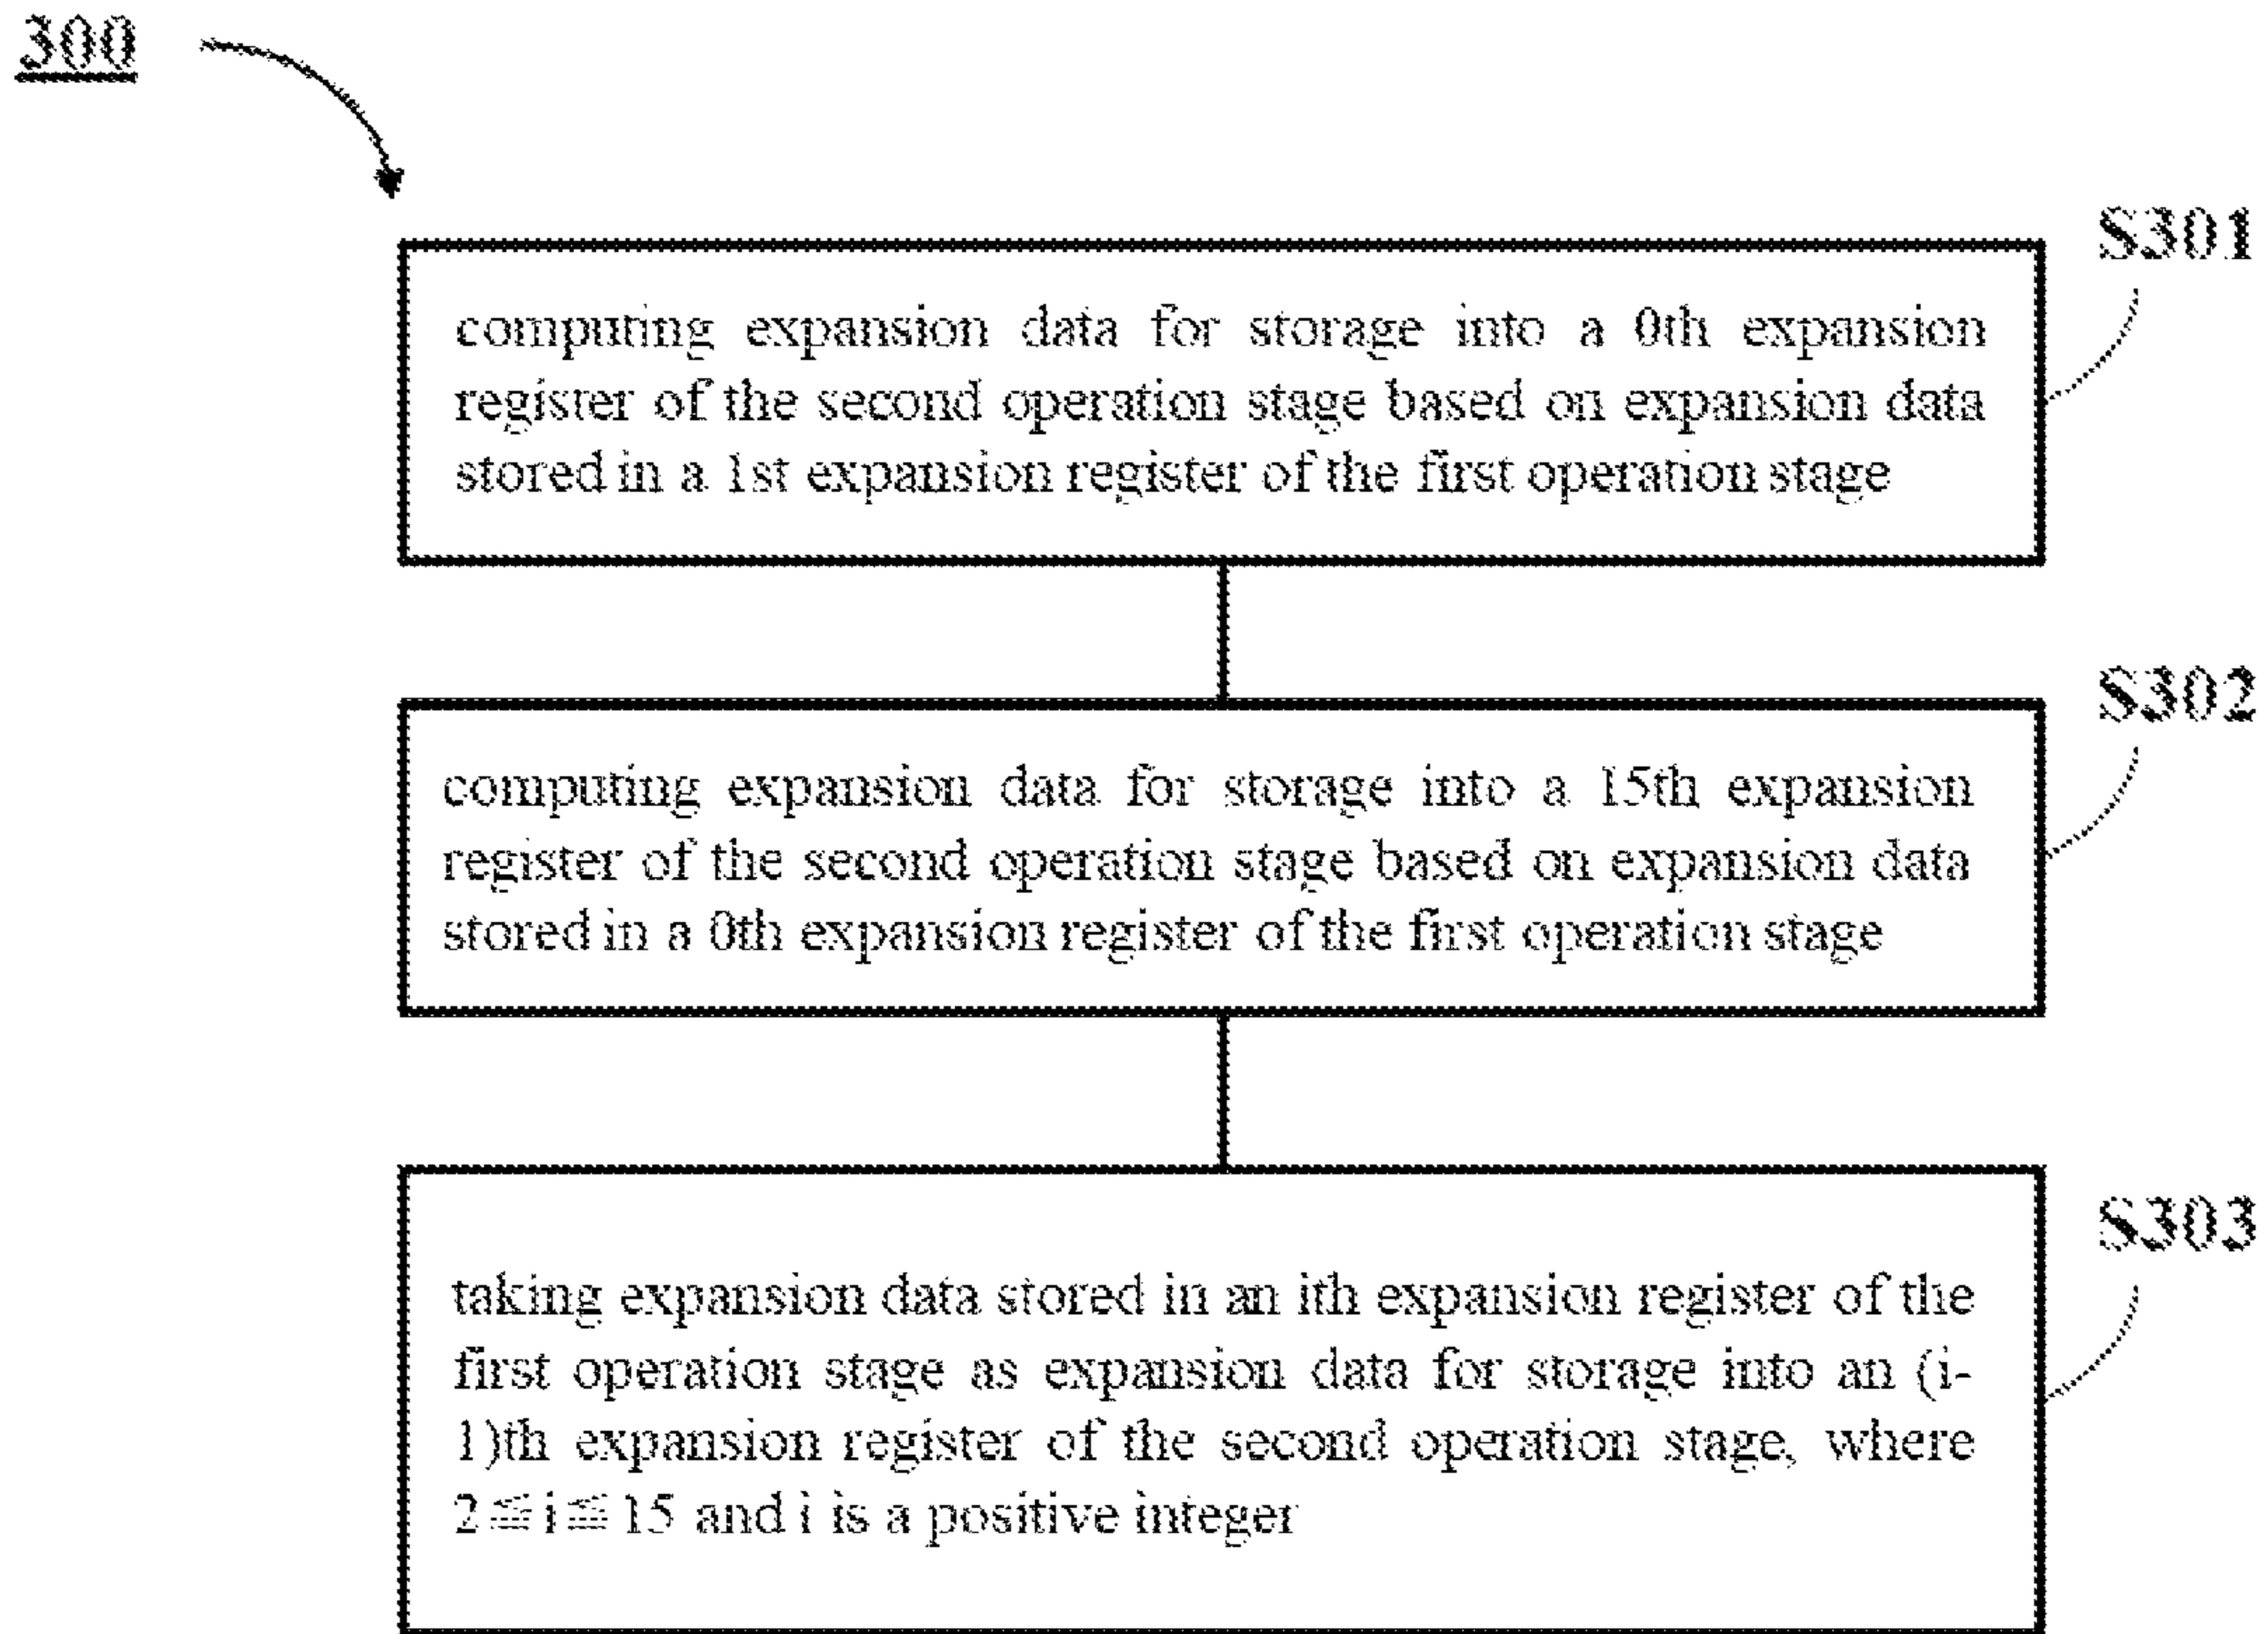 300
S301
computing expansion data for storage into a 0th expansion
register of the second operation stage based on expansion data
stored in a 1st expansion register of the first operation stage
S302
computing expansion data for storage into a 15th expansion
register of the second operation stage based on expansion data
stored in a 0th expansion register of the first operation stage
S303
taking expansion data stored in an ith expansion register of the
first operation stage as expansion data for storage into an (i-
1)th expansion register of the second operation stage, where
2≦i≦15 and i is a positive integer